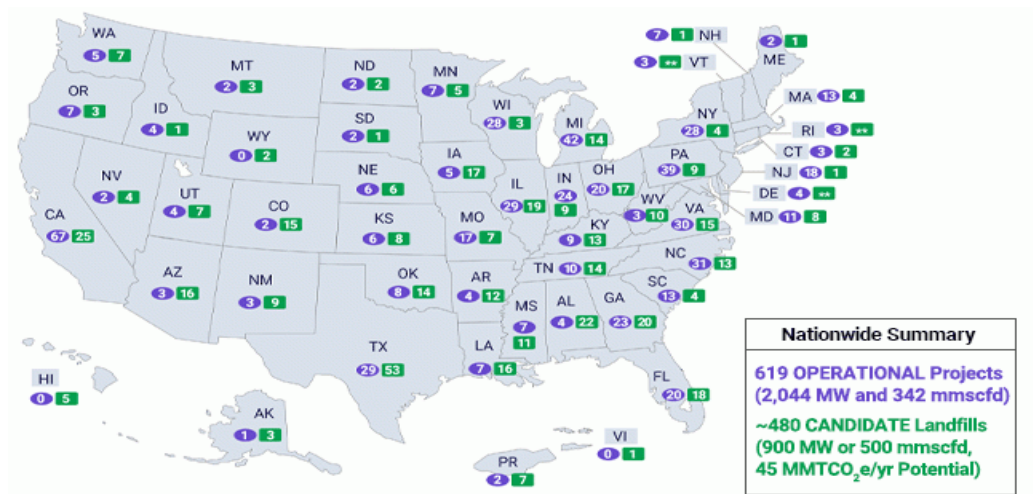 WA
5 7
OR
7 3
ID
4 1
MT
2 3
ND
2 2
MN
7 5
WI
28 3
MI
42 14
SD
2 1
WY
0 2
NV
2 4
UT
4 7
CO
2 15
NE
6 6
IA
5 17
IL
29 19
IN
24
9
OH
20 17
PA
39 9
NY
28 4
7 1 NH
3 ** VT
2 1
ME
MA 13 4
RI 3 **
CT 3 2
NJ 18 1
DE 4 **
MD 11 8
WV
3 10
VA
30 15
CA
67 25
KS
6 8
MO
17 7
KY
9 13
NC 31 13
TN 10 14
SC
13 4
AZ
3 16
NM
3 9
OK
8 14
AR
4 12
MS
7
11
AL
4 22
GA
23 20
TX
29 53
LA
7 16
FL
20 18
HI
0 5
AK
1 3
PR
2 7
VI
0 1
Nationwide Summary
619 OPERATIONAL Projects
(2,044 MW and 342 mmscfd)
~480 CANDIDATE Landfills
(900 MW or 500 mmscfd,
45 MMTCO₂e/yr Potential)